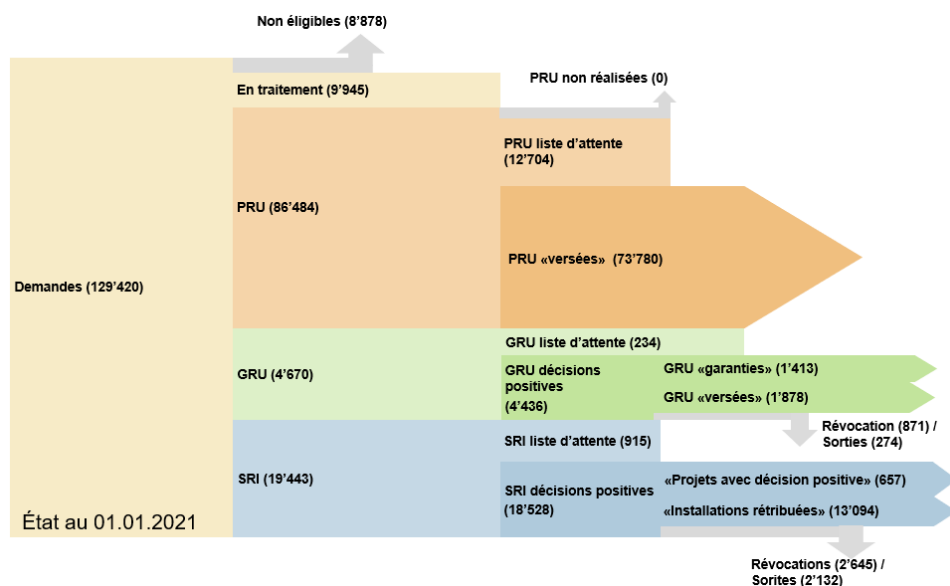 Non éligibles (8’878)
En traitement (9’945)
PRU non réalisées (0)
PRU liste d’attente
(12’704)
PRU (86’484)
PRU «versées» (73’780)
Demandes (129’420)
GRU liste d’attente (234)
GRU (4’670)
GRU décisions
positives
(4’436)
GRU «garanties» (1’413)
GRU «versées» (1’878)
Révocation (871) /
Sorties (274)
SRI liste d’attente (915)
SRI (19’443)
SRI décisions positives
(18’528)
«Projets avec décision positive» (657)
«Installations rétribuées» (13’094)
État au 01.01.2021
Révocations (2’645) /
Sorites (2’132)